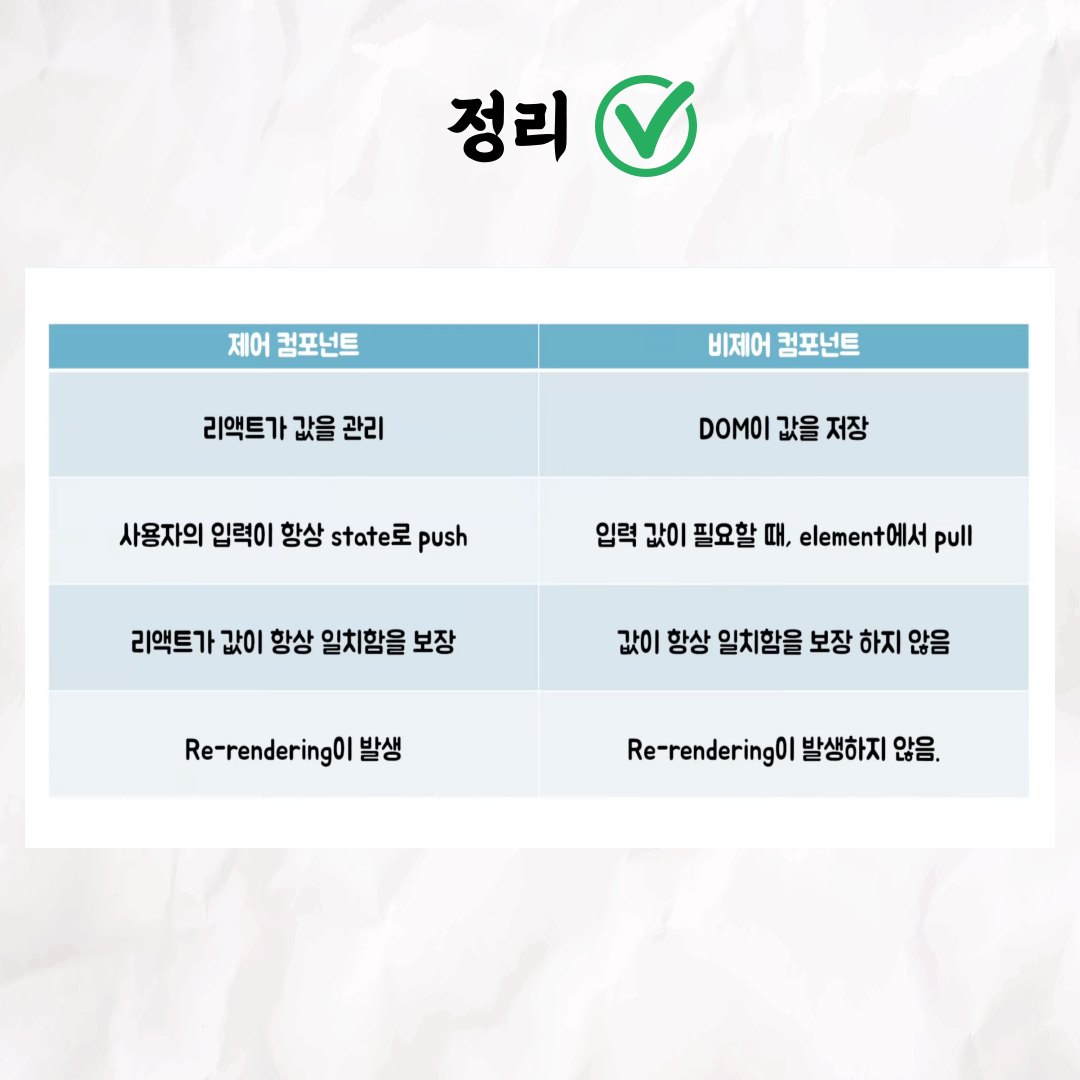 정리
제어 컴포넌트 비제어 컴포넌트
리액트가 값을 관리 DOM이 값을 저장
사용자의 입력이 항상 state로 push 입력 값이 필요할 때, element에서 pull
리액트가 값이 항상 일치함을 보장 값이 항상 일치함을 보장 하지 않음
Re-rendering이 발생 Re-rendering이 발생하지 않음.